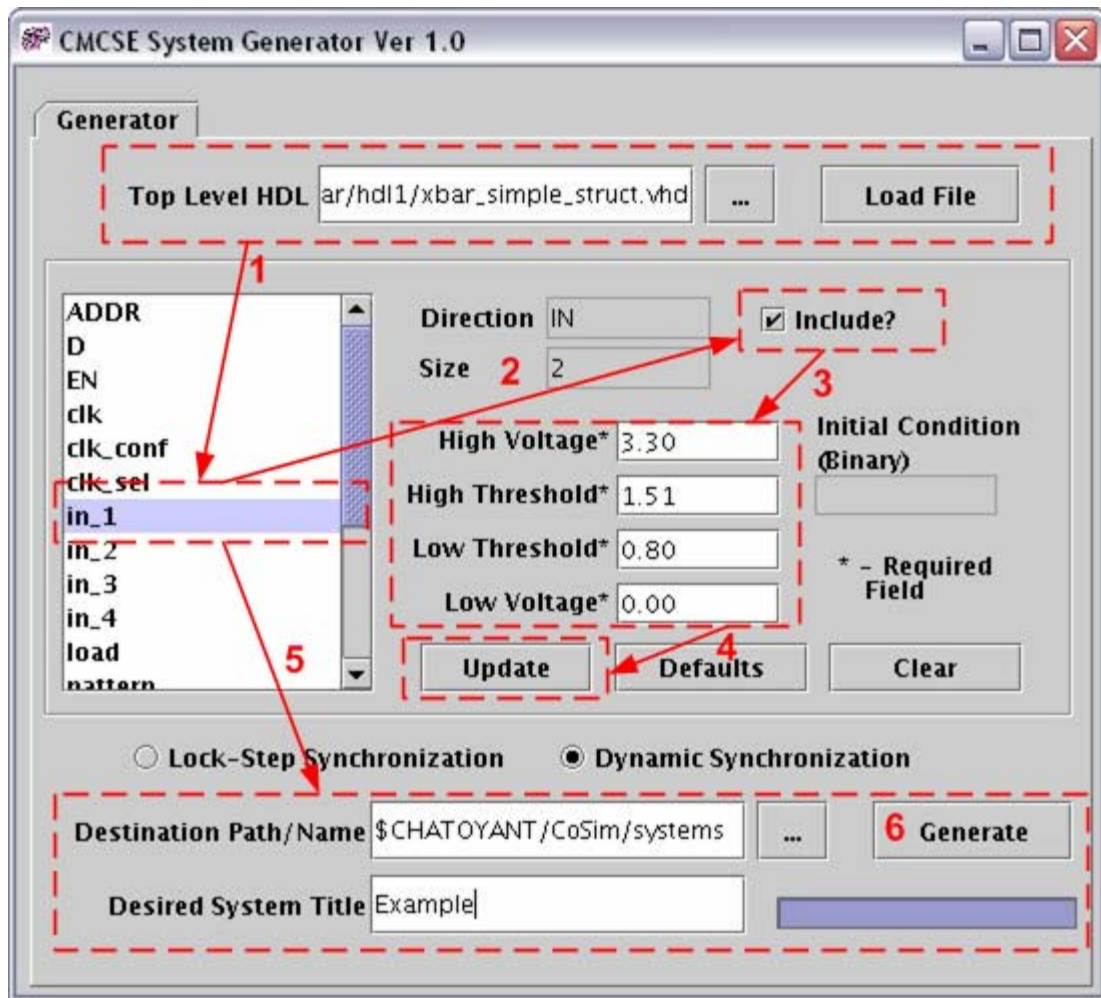 CMCSE System Generator Ver 1.0
Generator
Top Level HDL ar/hdl1/xbar_simple_struct.vhd ... Load File
1
ADDR
D
EN
clk
clk_conf
clk_sel
in_1
in_2
in_3
in_4
load
pattern
Direction IN
Size 2
2
Include?
3
High Voltage* 3.30
High Threshold* 1.51
Low Threshold* 0.80
Low Voltage* 0.00
Initial Condition
(Binary)
* - Required
Field
4
Update Defaults Clear
5
Lock-Step Synchronization Dynamic Synchronization
Destination Path/Name $CHATOYANT/CoSim/systems ... 6 Generate
Desired System Title Example